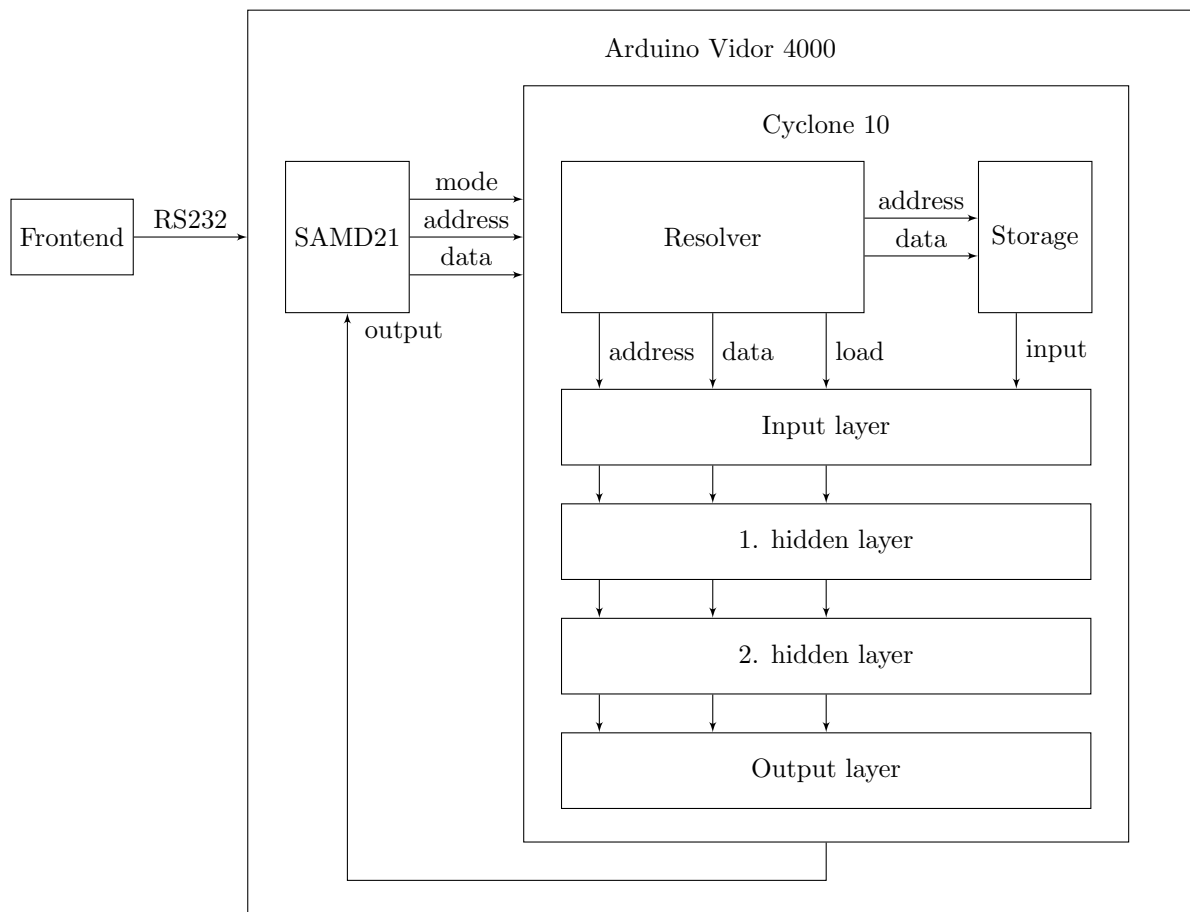 Arduino Vidor 4000
Cyclone 10
Frontend
RS232
SAMD21
mode
address
data
Resolver
address
data
Storage
output
address
data
load
input
Input layer
1. hidden layer
2. hidden layer
Output layer